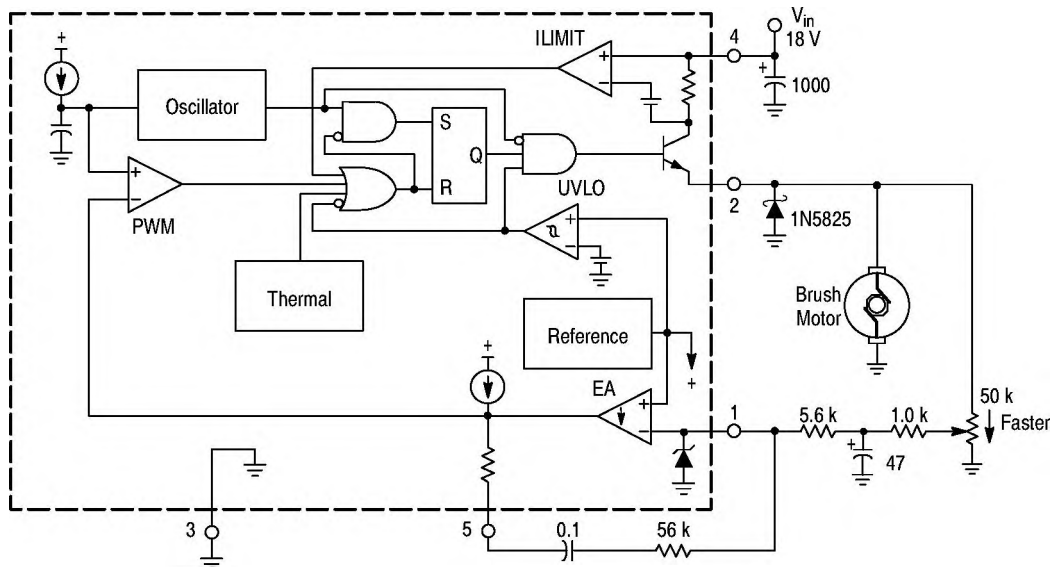 +
Oscillator
ILIMIT
+
−
4
Vin
18 V
+
1000
S
Q
R
UVLO
+
−
PWM
+
−
2
1N5825
Thermal
Reference
+
Brush
Motor
+
EA
+
−
1
5.6 k
1.0 k
50 k
Faster
+
47
3
5
0.1
56 k